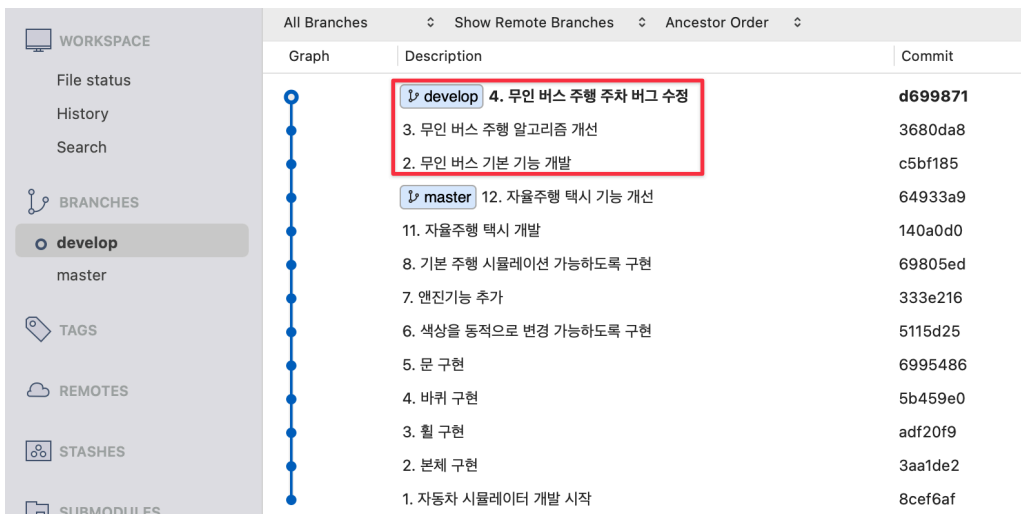 All Branches Show Remote Branches Ancestor Order
WORKSPACE
File status
History
Search
BRANCHES
develop
master
TAGS
REMOTES
STASHES
SUBMODULES
Graph Description Commit
develop 4. 무인 버스 주행 주차 버그 수정 d699871
3. 무인 버스 주행 알고리즘 개선 3680da8
2. 무인 버스 기본 기능 개발 c5bf185
master 12. 자율주행 택시 기능 개선 64933a9
11. 자율주행 택시 개발 140a0d0
8. 기본 주행 시뮬레이션 가능하도록 구현 69805ed
7. 앤진기능 추가 333e216
6. 색상을 동적으로 변경 가능하도록 구현 5115d25
5. 문 구현 6995486
4. 바퀴 구현 5b459e0
3. 휠 구현 adf20f9
2. 본체 구현 3aa1de2
1. 자동차 시뮬레이터 개발 시작 8cef6af